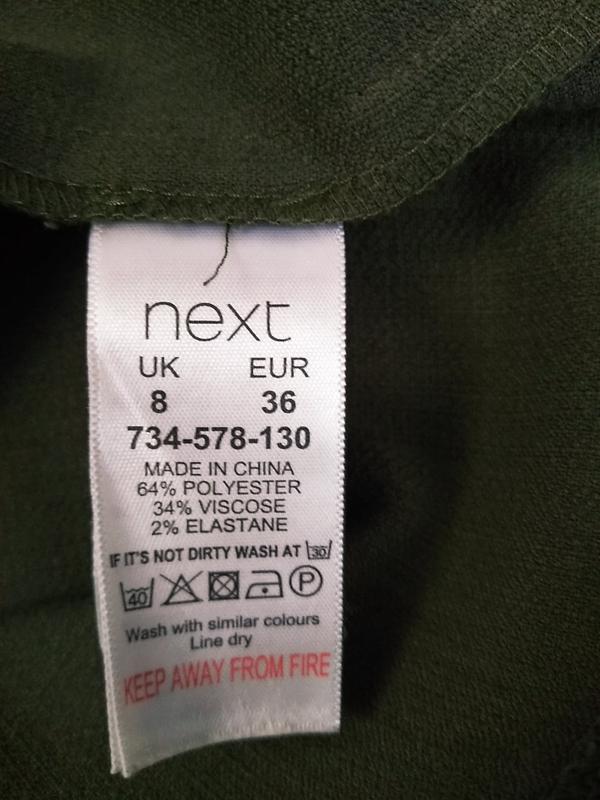 next
UK EUR
8 36
734-578-130
MADE IN CHINA
64% POLYESTER
34% VISCOSE
2% ELASTANE
IF IT'S NOT DIRTY WASH AT 30
40 P
Wash with similar colours
Line dry
KEEP AWAY FROM FIRE